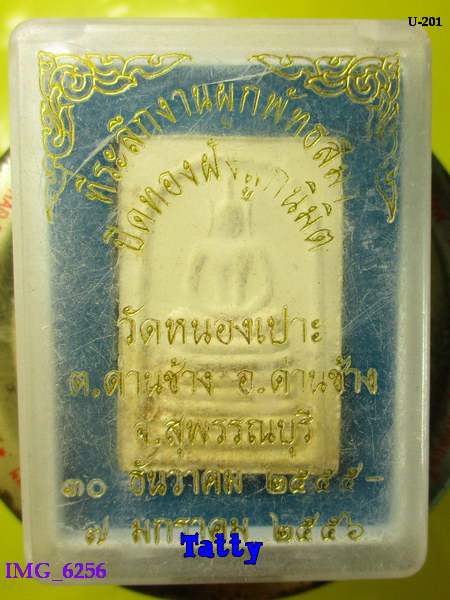 U-201
ที่ระลึกงานผูกพัทธสีมา
ปิดทองฝังลูกนิมิต
วัดหนองเปาะ
ต.ด่านช้าง อ.ด่านช้าง
จ.สุพรรณบุรี
๓๐ ธันวาคม ๒๕๔๕ -
๗ มกราคม ๒๕๔๖
Tatty
IMG_6256